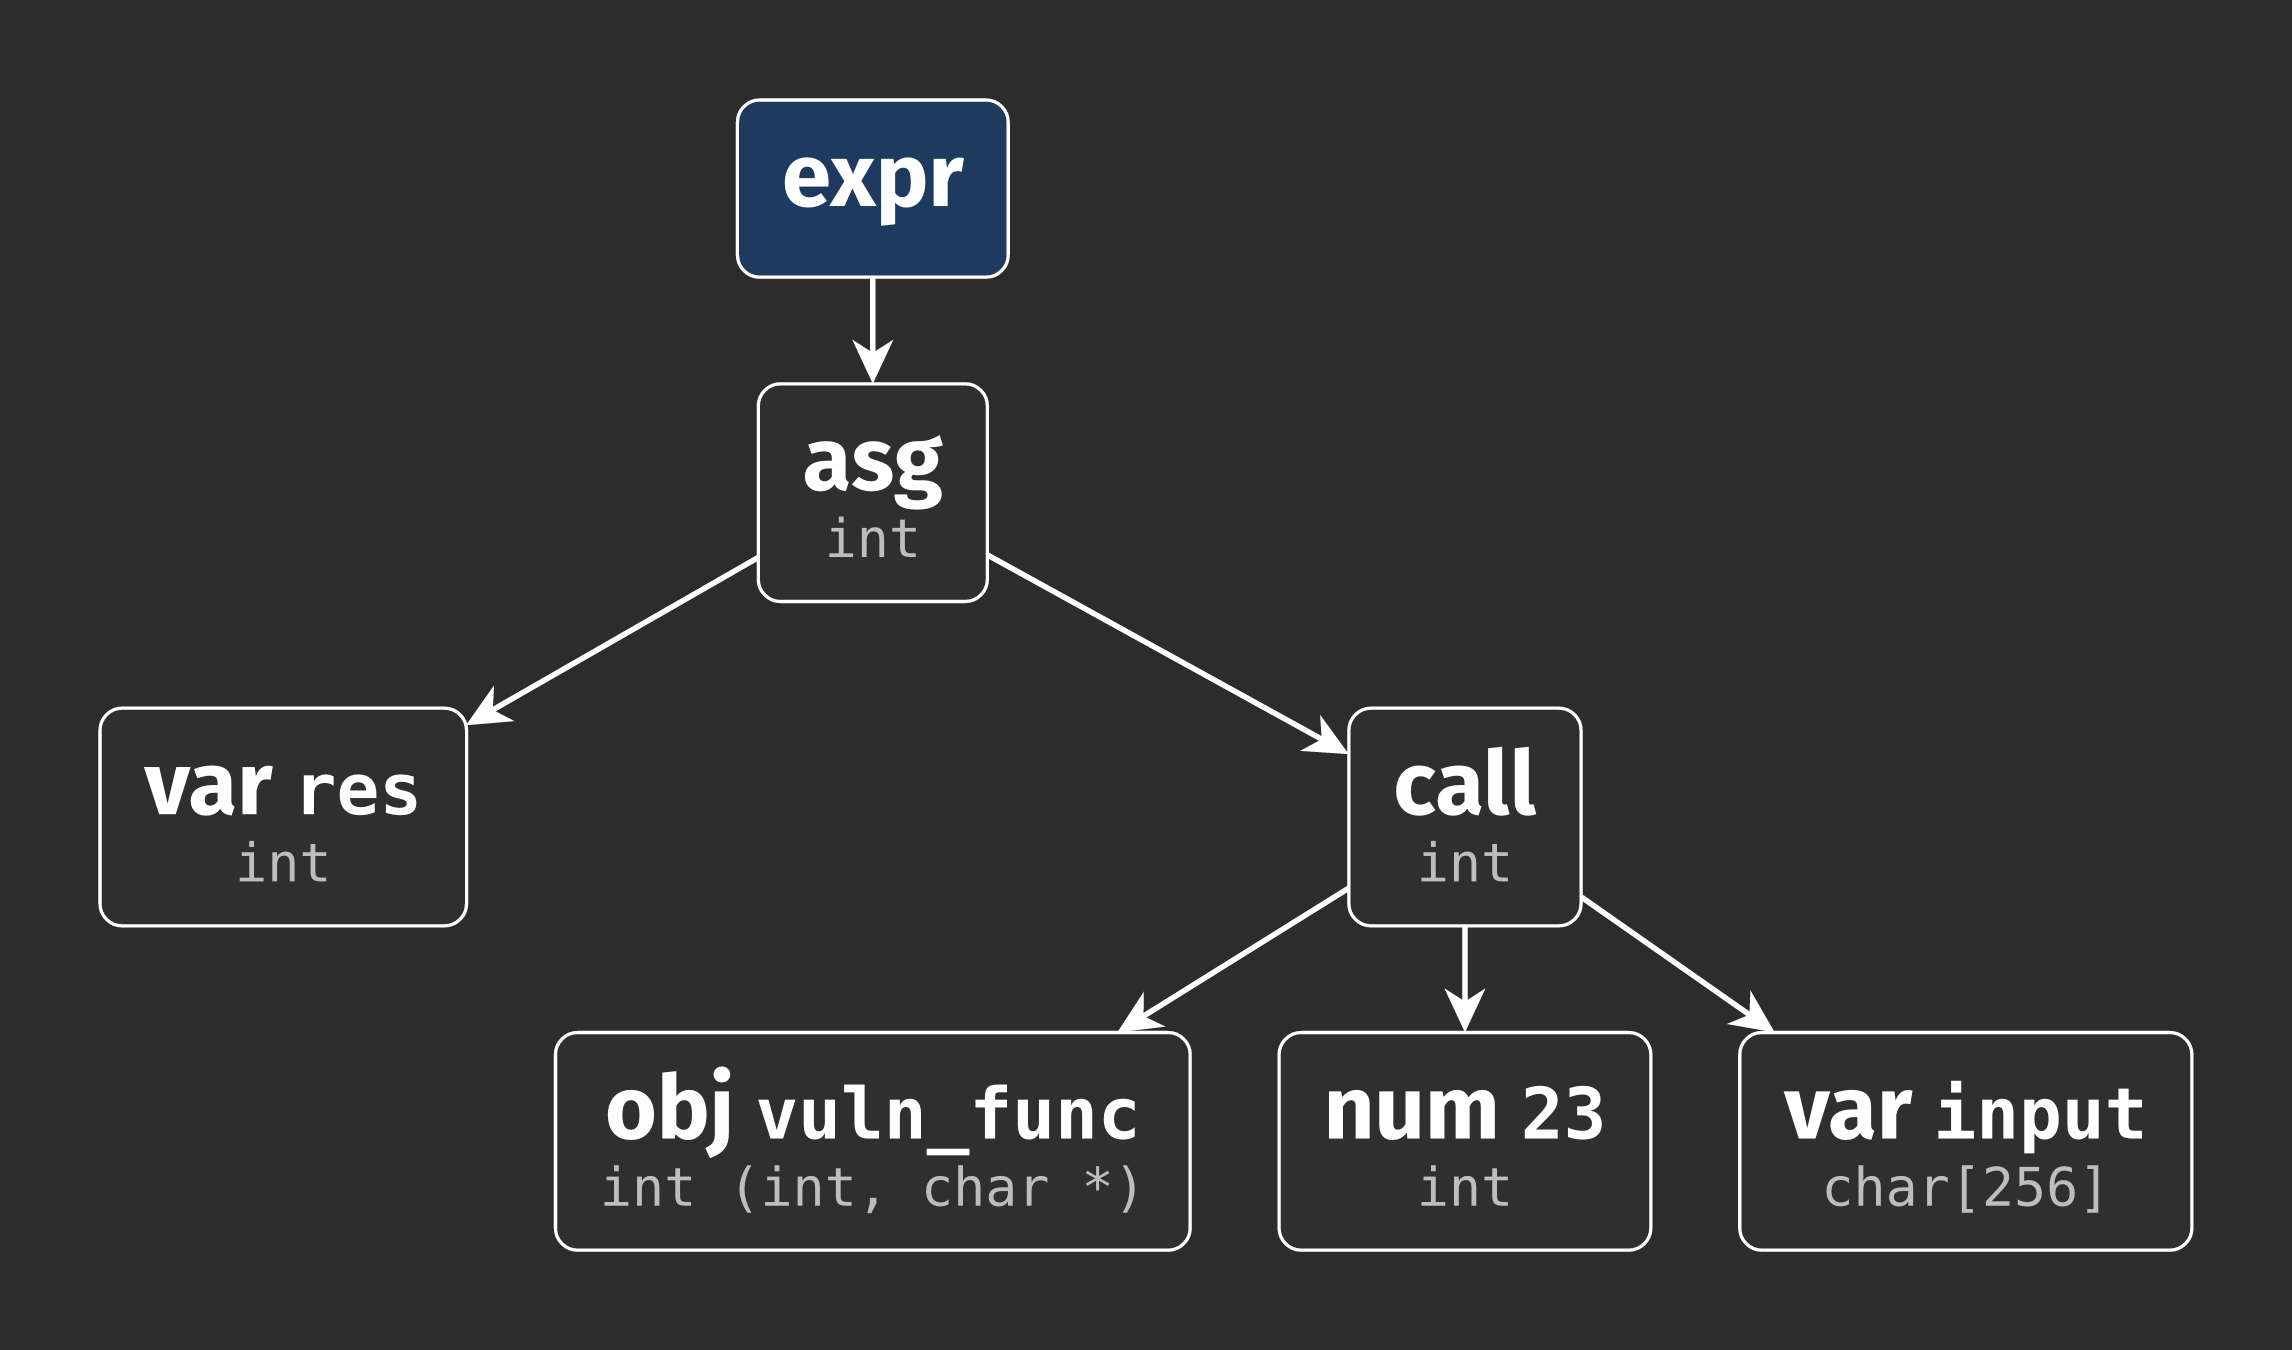 expr
asg
int
var res
int
call
int
obj vuln_func
int (int, char *)
num 23
int
var input
char[256]